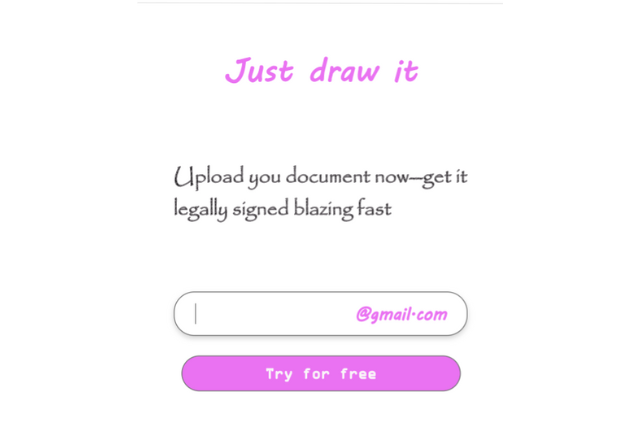 Just draw it
Upload you document now—get it
legally signed blazing fast
@gmail.com
Try for free